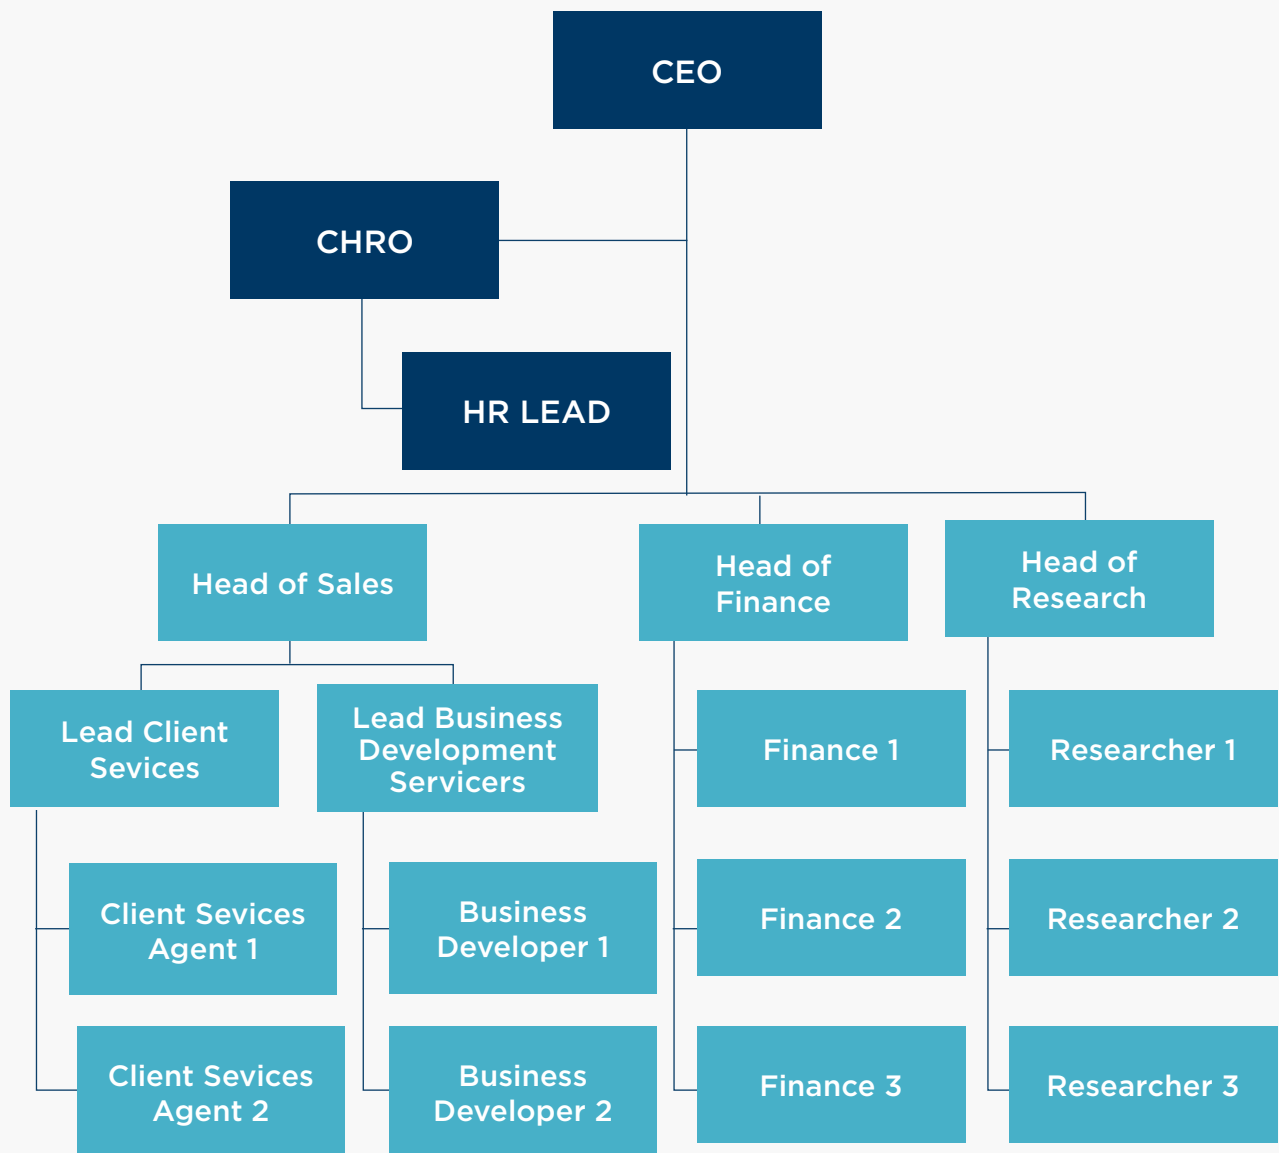 CEO
CHRO
HR LEAD
Head of Sales
Head of
Finance
Head of
Research
Lead Client
Sevices
Lead Business
Development
Servicers
Finance 1
Researcher 1
Client Sevices
Agent 1
Business
Developer 1
Finance 2
Researcher 2
Client Sevices
Agent 2
Business
Developer 2
Finance 3
Researcher 3